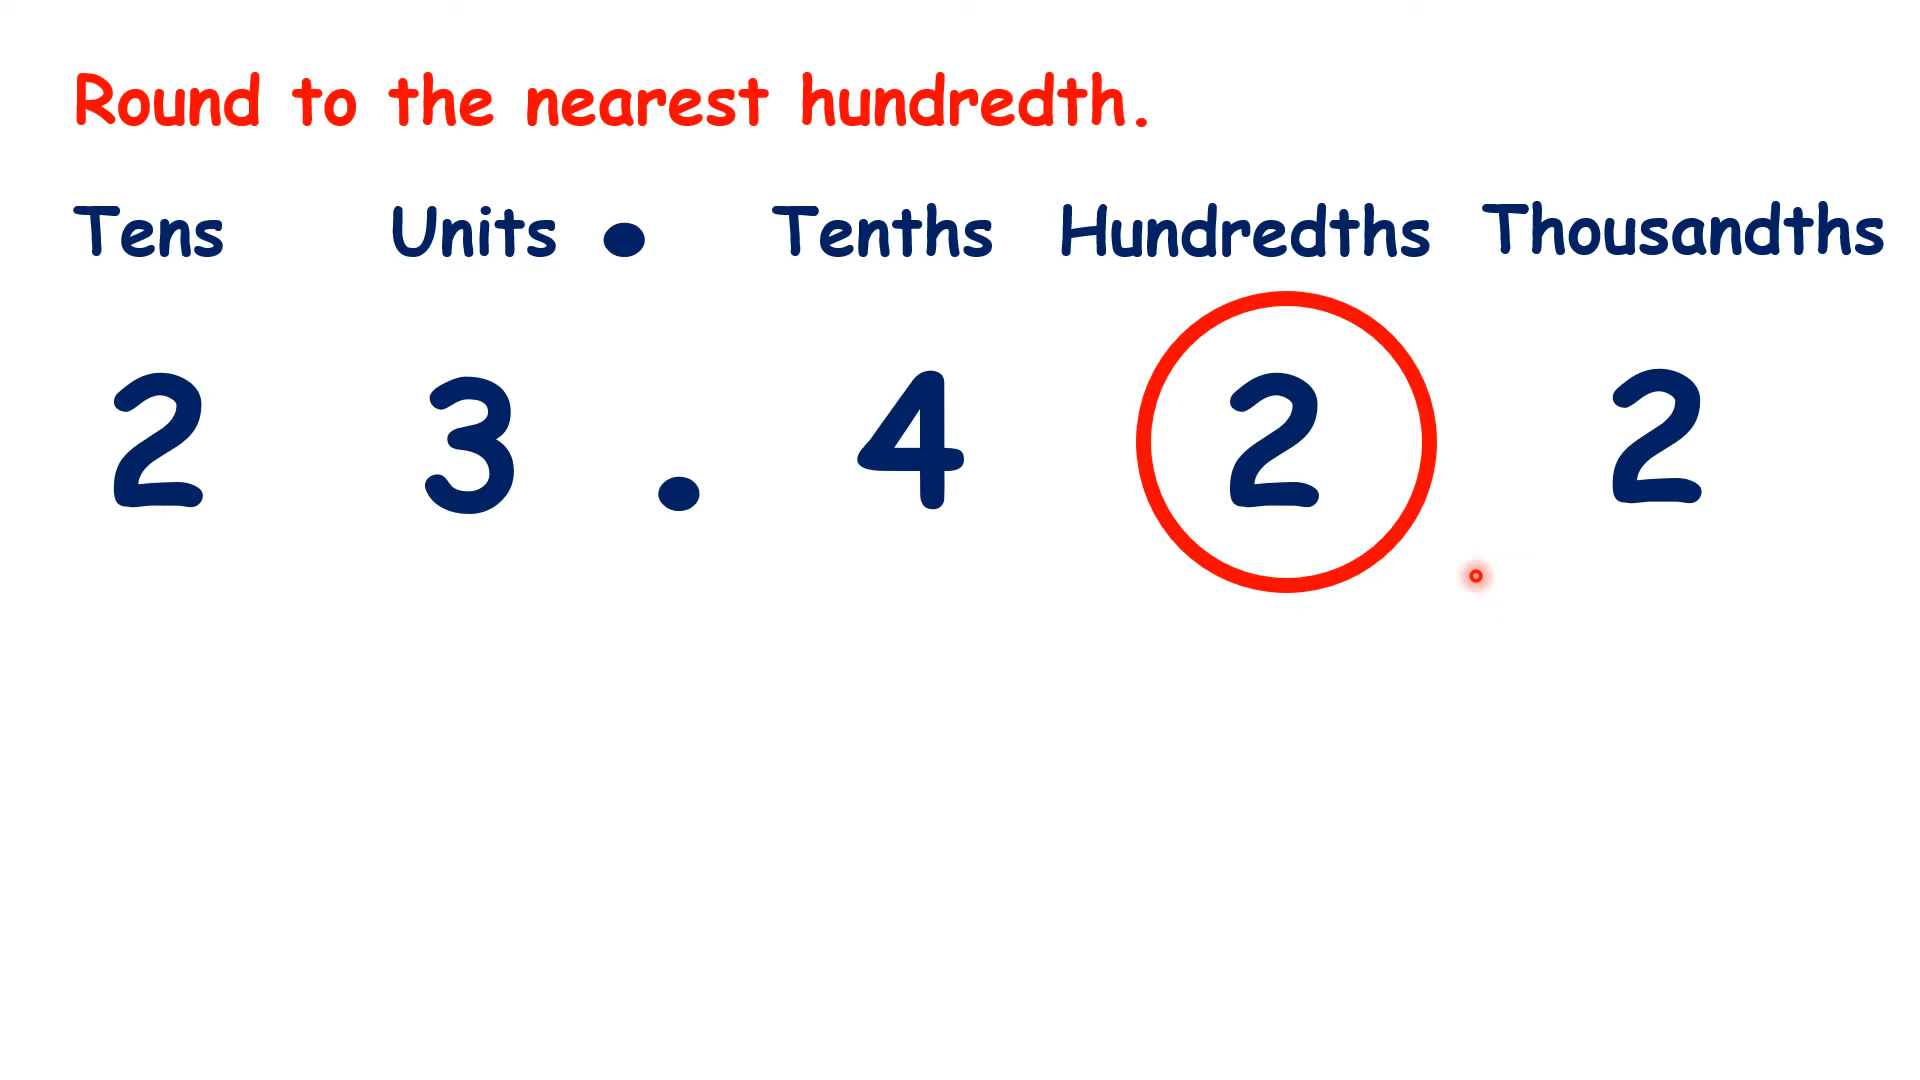 Round to the nearest hundredth.
Tens Units . Tenths Hundredths Thousandths
2 3 . 4 2 2